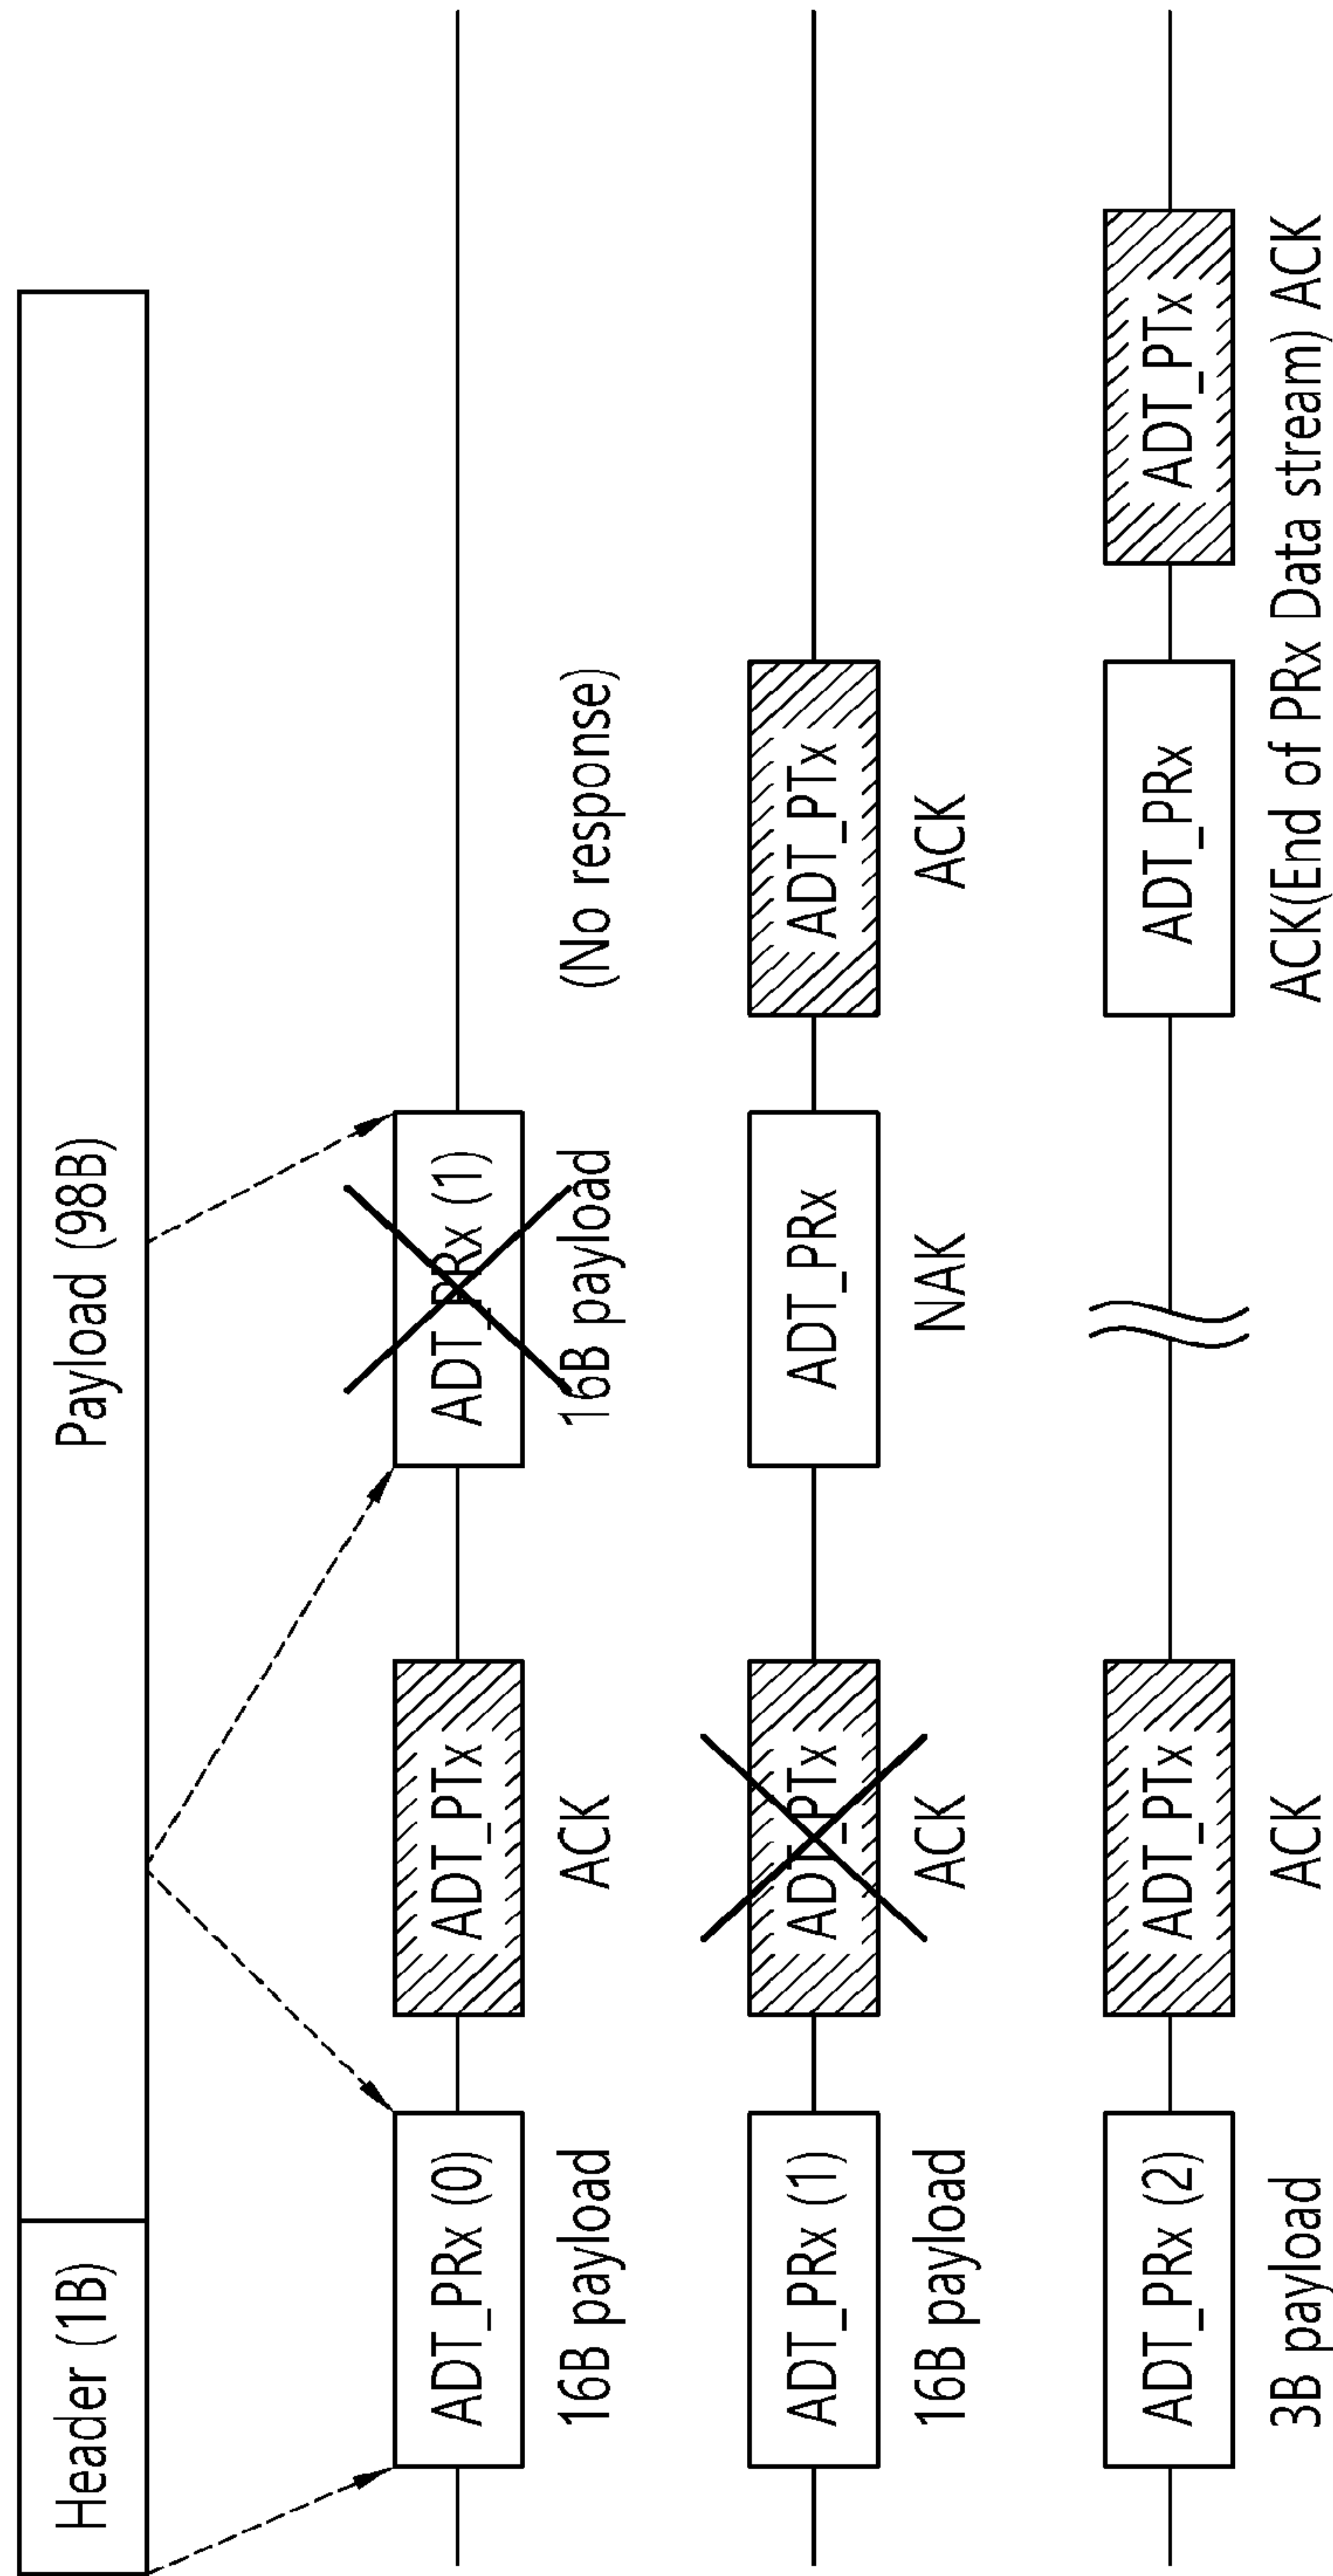 Header (1B) Payload (98B)
ADT_PRx (0) ADT_PTx ADT_PRx (1)
16B payload ACK 16B payload (No response)
ADT_PRx (1) ADT_PTx ADT_PRx ADT_PTx
16B payload ACK NAK ACK
ADT_PRx (2) ADT_PTx ADT_PRx ADT_PTx
3B payload ACK ACK(End of PRx Data stream) ACK